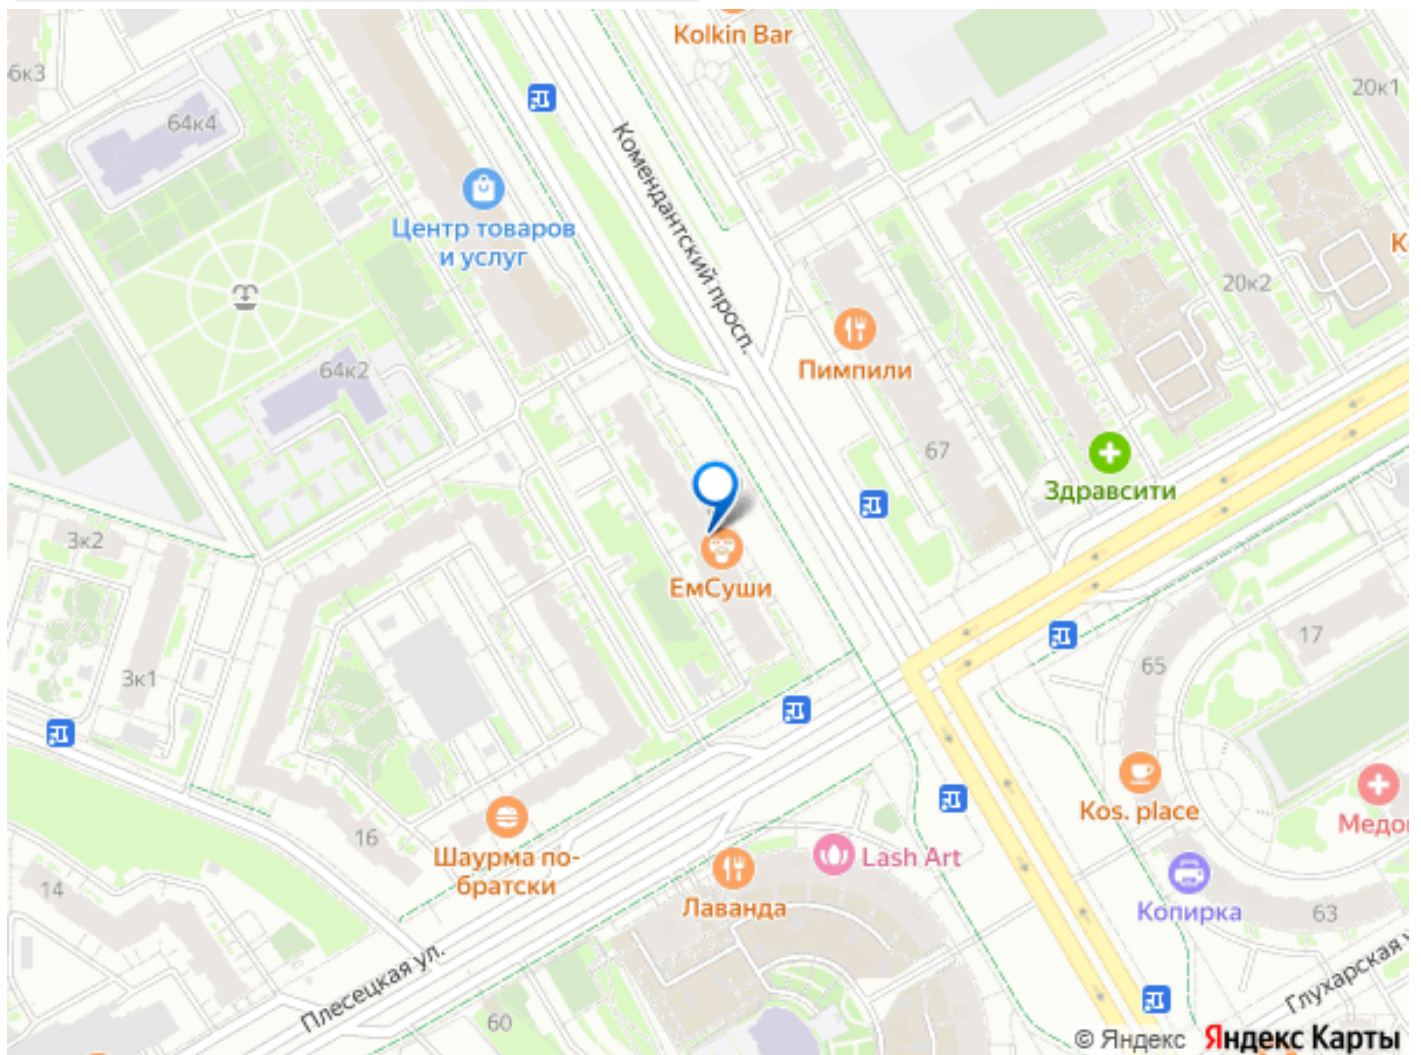 Kolkin Bar
6к3
20к1
64к4
Комендантский просп.
Центр товаров
и услуг
20к2
64к2
Пимпили
67
Здравсити
3к2
ЕмСуши
17
65
3к1
Kos. place
16
Шаурма по-
братски
Lash Art
14
Лаванда
Копирка
63
Плесецкая ул.
60
© Яндекс Яндекс Карты